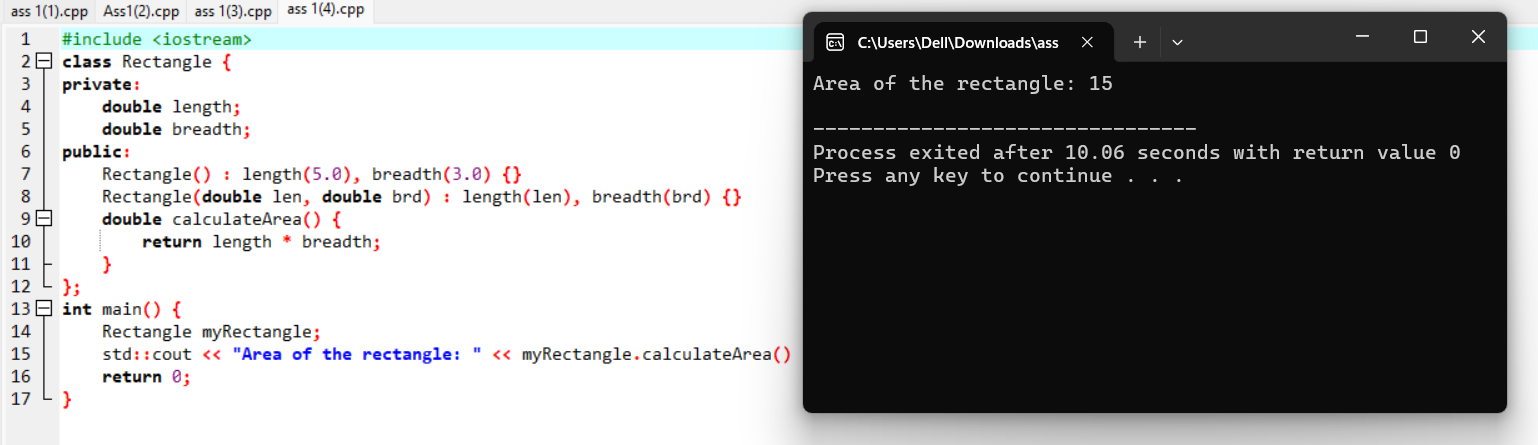 ass 1(1).cpp Ass1(2).cpp ass 1(3).cpp ass 1(4).cpp
1 #include <iostream>
2 class Rectangle {
3 private:
4 double length;
5 double breadth;
6 public:
7 Rectangle() : length(5.0), breadth(3.0) {}
8 Rectangle(double len, double brd) : length(len), breadth(brd) {}
9 double calculateArea() {
10 return length * breadth;
11 }
12 };
13 int main() {
14 Rectangle myRectangle;
15 std::cout << "Area of the rectangle: " << myRectangle.calculateArea()
16 return 0;
17 }
C:\Users\Dell\Downloads\ass
Area of the rectangle: 15
--------------------------------
Process exited after 10.06 seconds with return value 0
Press any key to continue . . .